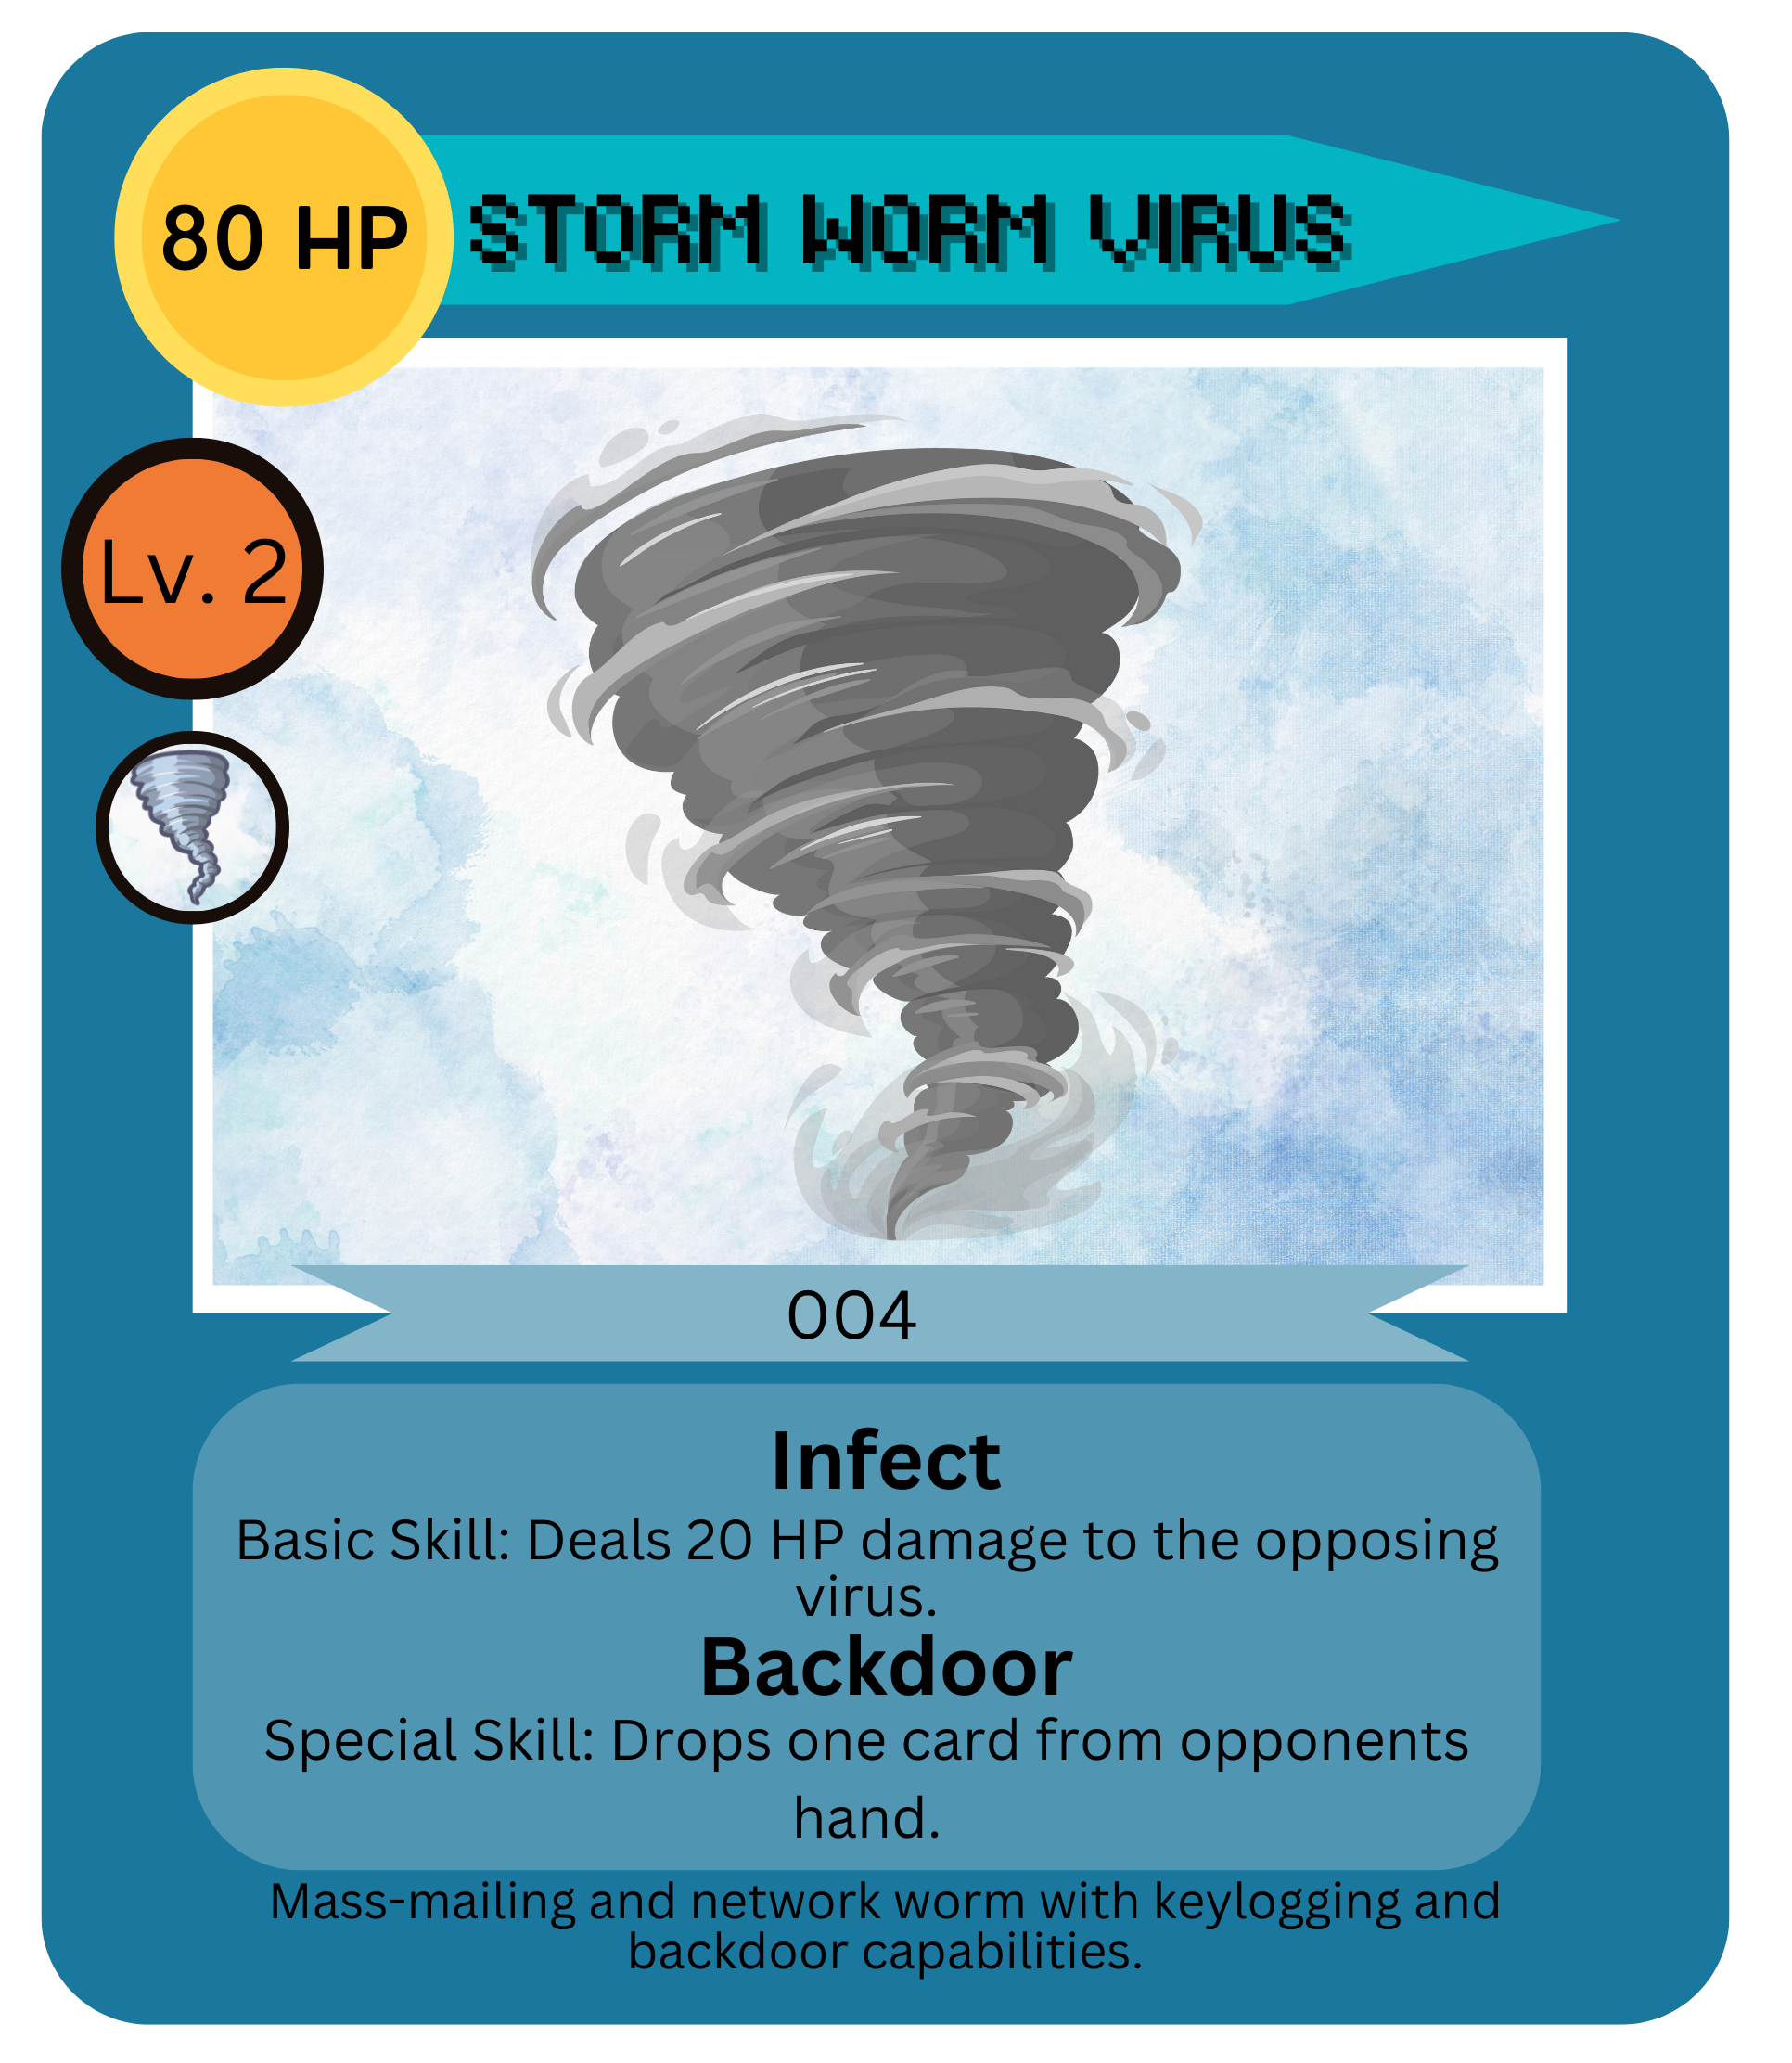 80 HP
STORM WORM VIRUS
Lv. 2
004
Infect
Basic Skill: Deals 20 HP damage to the opposing
virus.
Backdoor
Special Skill: Drops one card from opponents
hand.
Mass-mailing and network worm with keylogging and
backdoor capabilities.